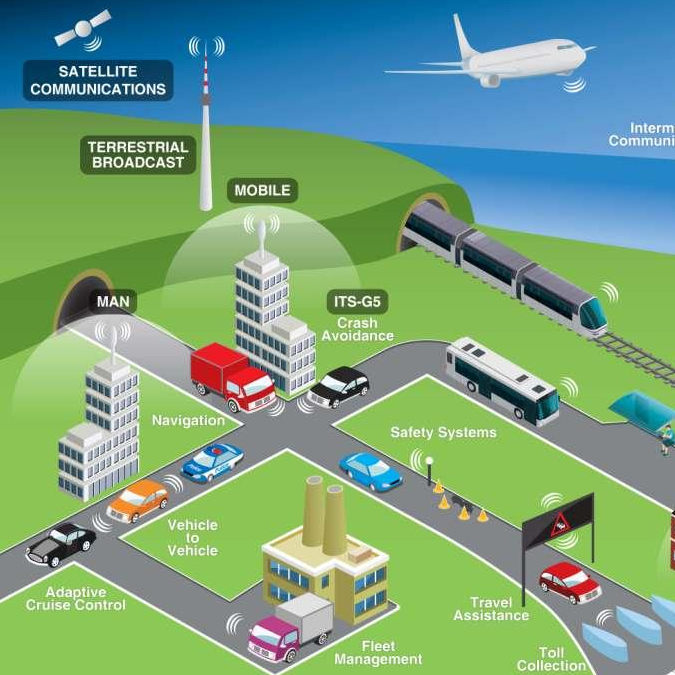 SATELLITE
COMMUNICATIONS
TERRESTRIAL
BROADCAST
Interm
Communi
MOBILE
MAN
ITS-G5
Crash
Avoidance
Navigation
Safety Systems
Vehicle
to
Vehicle
Adaptive
Cruise Control
Travel
Assistance
Fleet
Management
Toll
Collection